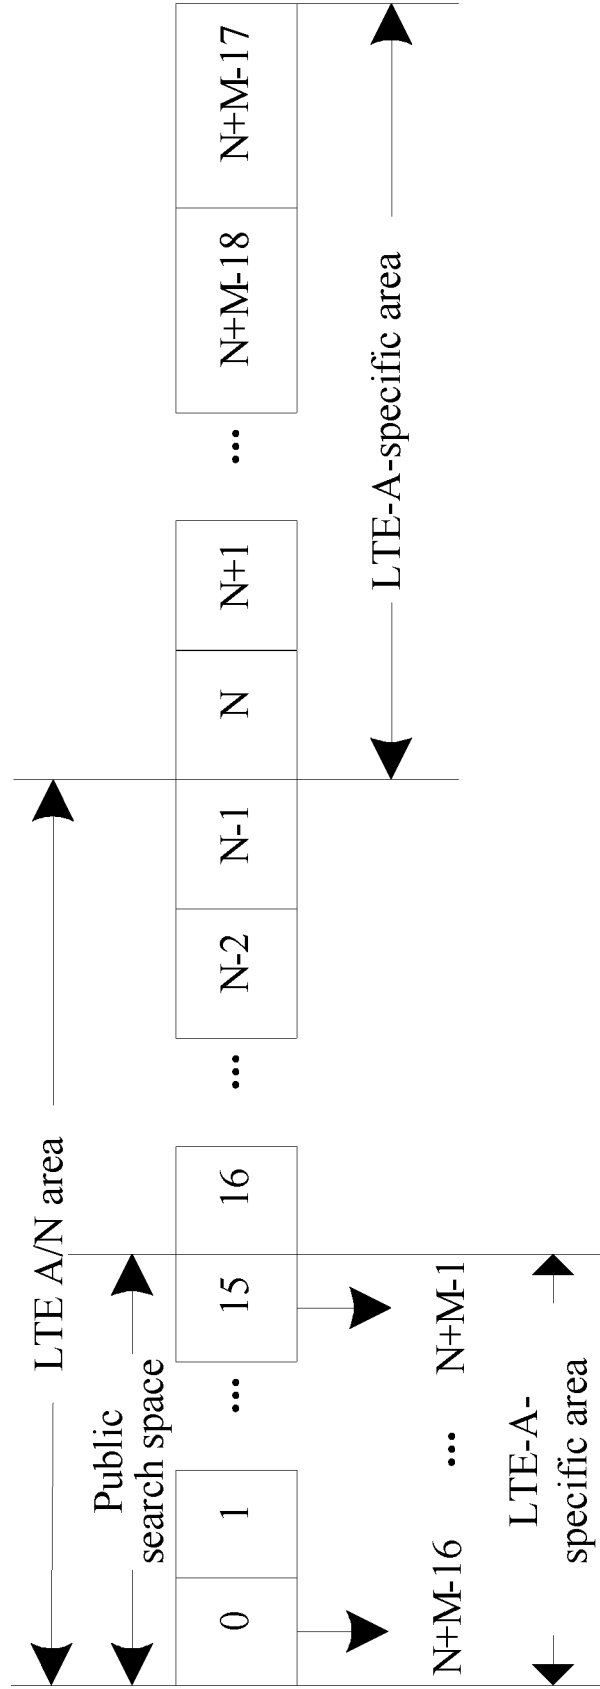 LTE A/N area
Public
search space
0
1
...
15
16
...
N-2
N-1
N
N+1
...
N+M-18
N+M-17
N+M-16
...
N+M-1
LTE-A-
specific area
LTE-A-specific area